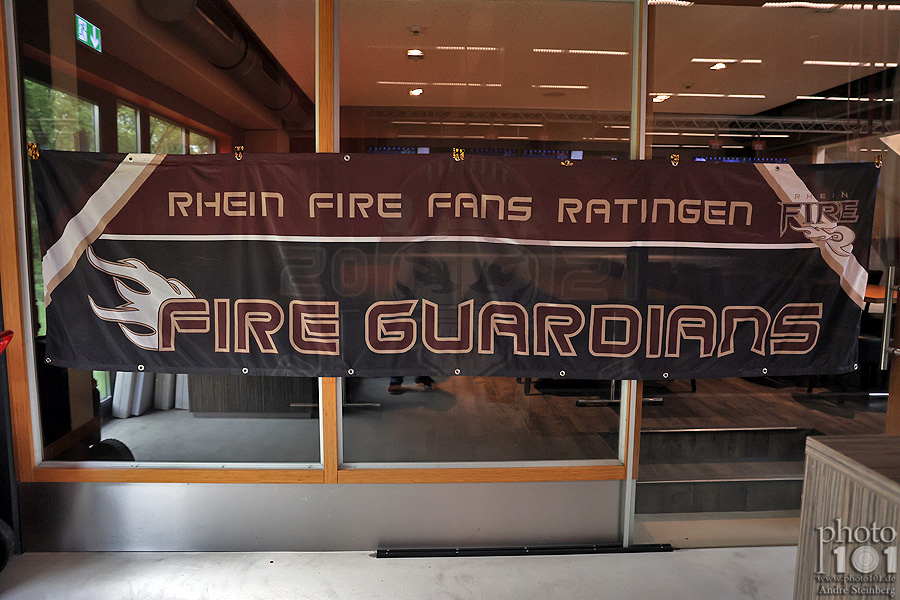 RHEIN FIRE FANS RATINGEN
RHEIN
FIRE
FIRE GUARDIANS
photo
101
www.photo101.de
André Steinberg